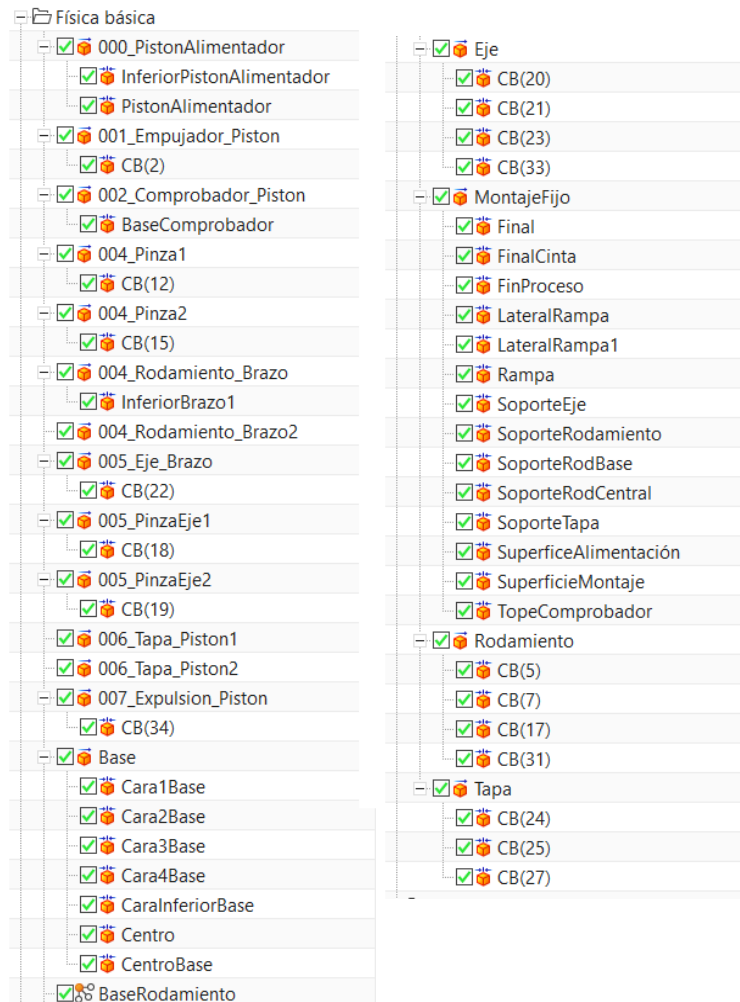 Física básica
000_PistonAlimentador
InferiorPistonAlimentador
PistonAlimentador
001_Empujador_Piston
CB(2)
002_Comprobador_Piston
BaseComprobador
004_Pinza1
CB(12)
004_Pinza2
CB(15)
004_Rodamiento_Brazo
InferiorBrazo1
004_Rodamiento_Brazo2
005_Eje_Brazo
CB(22)
005_PinzaEje1
CB(18)
005_PinzaEje2
CB(19)
006_Tapa_Piston1
006_Tapa_Piston2
007_Expulsion_Piston
CB(34)
Base
Cara1Base
Cara2Base
Cara3Base
Cara4Base
CaraInferiorBase
Centro
CentroBase
BaseRodamiento
Eje
CB(20)
CB(21)
CB(23)
CB(33)
MontajeFijo
Final
FinalCinta
FinProceso
LateralRampa
LateralRampa1
Rampa
SoporteEje
SoporteRodamiento
SoporteRodBase
SoporteRodCentral
SoporteTapa
SuperficeAlimentación
SuperficieMontaje
TopeComprobador
Rodamiento
CB(5)
CB(7)
CB(17)
CB(31)
Tapa
CB(24)
CB(25)
CB(27)